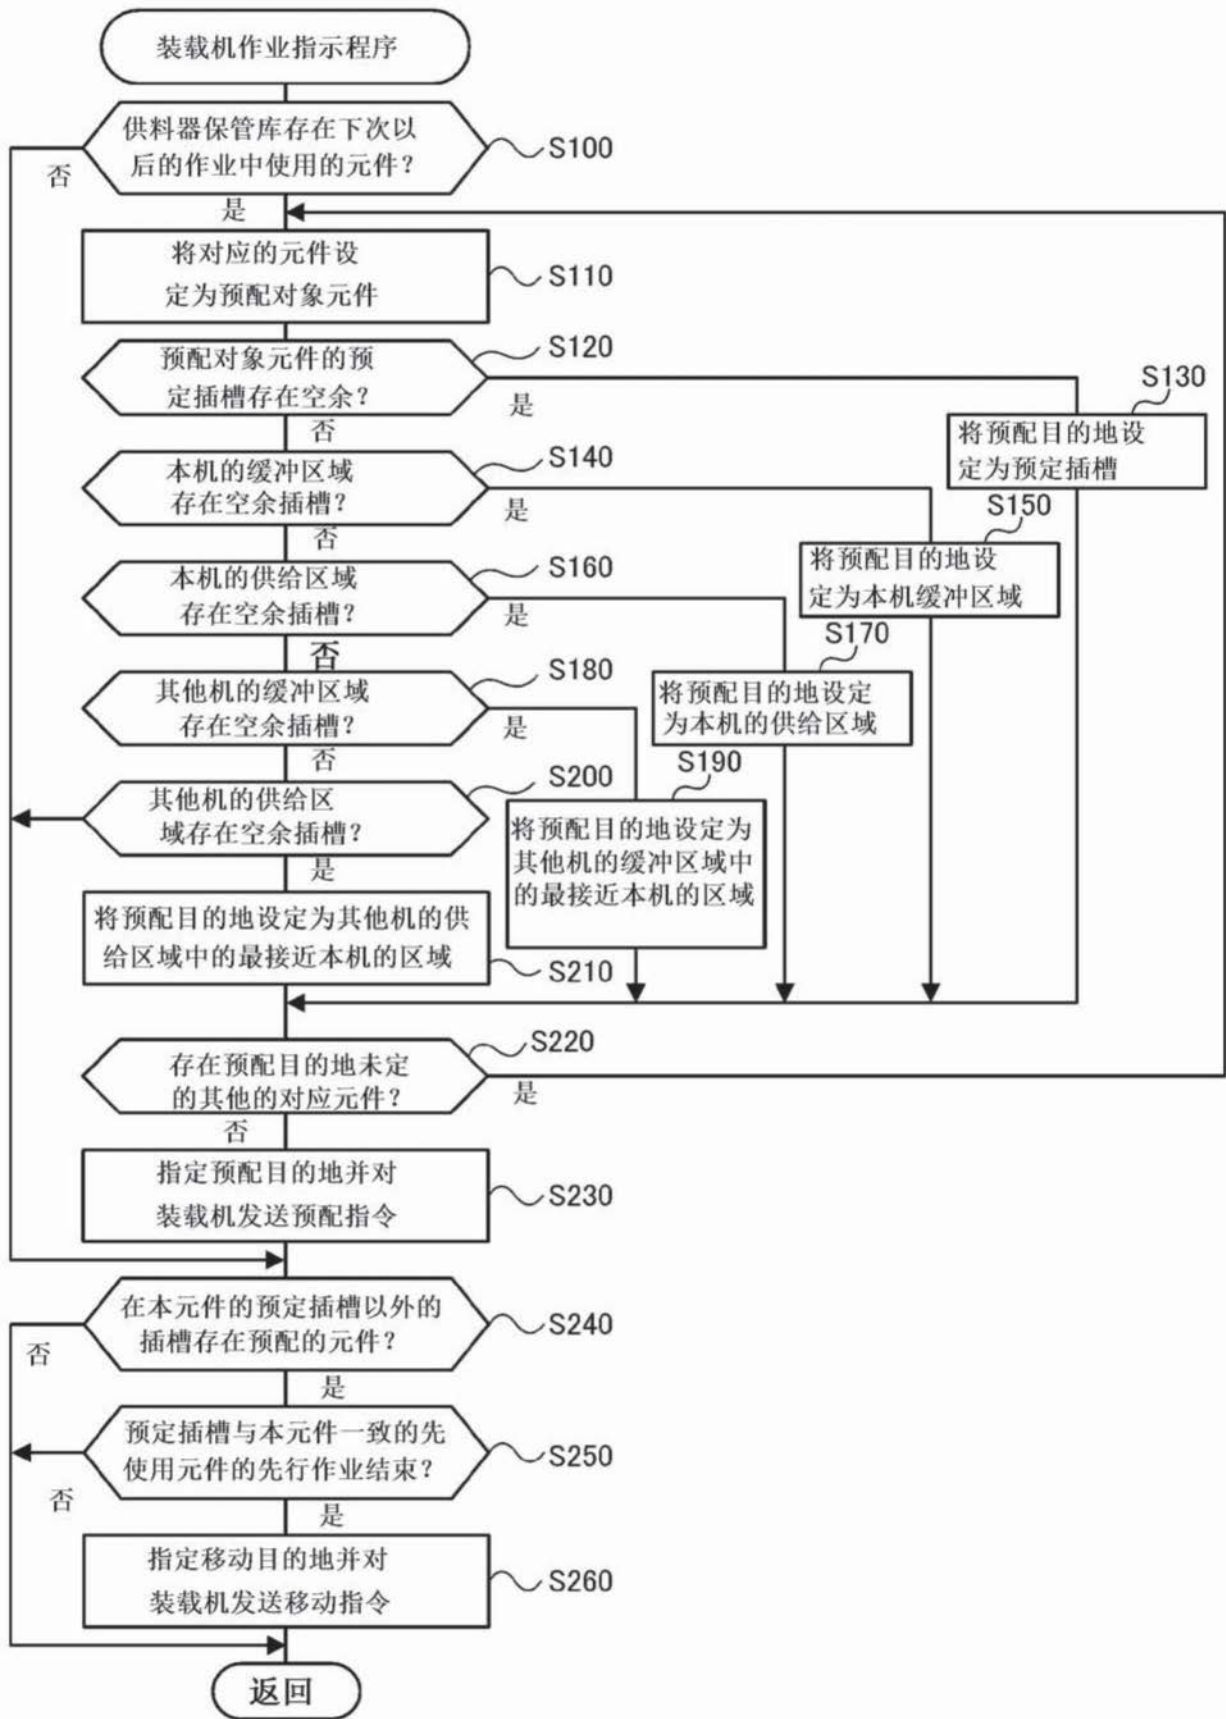 装载机作业指示程序
供料器保管库存在下次以
后的作业中使用的元件？
S100
否
是
将对应的元件设
定为预配对象元件
S110
预配对象元件的预
定插槽存在空余？
S120
是
否
S130
将预配目的地设
定为预定插槽
本机的缓冲区域
存在空余插槽？
S140
是
否
S150
将预配目的地设
定为本机缓冲区域
本机的供给区域
存在空余插槽？
S160
是
否
S170
将预配目的地设定
为本机的供给区域
其他机的缓冲区域
存在空余插槽？
S180
是
否
S190
将预配目的地设定为
其他机的缓冲区域中
的最接近本机的区域
其他机的供给区
域存在空余插槽？
S200
是
将预配目的地设定为其他机的供
给区域中的最接近本机的区域
S210
存在预配目的地未定
的其他的对应元件？
S220
是
否
指定预配目的地并对
装载机发送预配指令
S230
在本元件的预定插槽以外的
插槽存在预配的元件？
S240
否
是
预定插槽与本元件一致的先
使用元件的先行作业结束？
S250
否
是
指定移动目的地并对
装载机发送移动指令
S260
返回